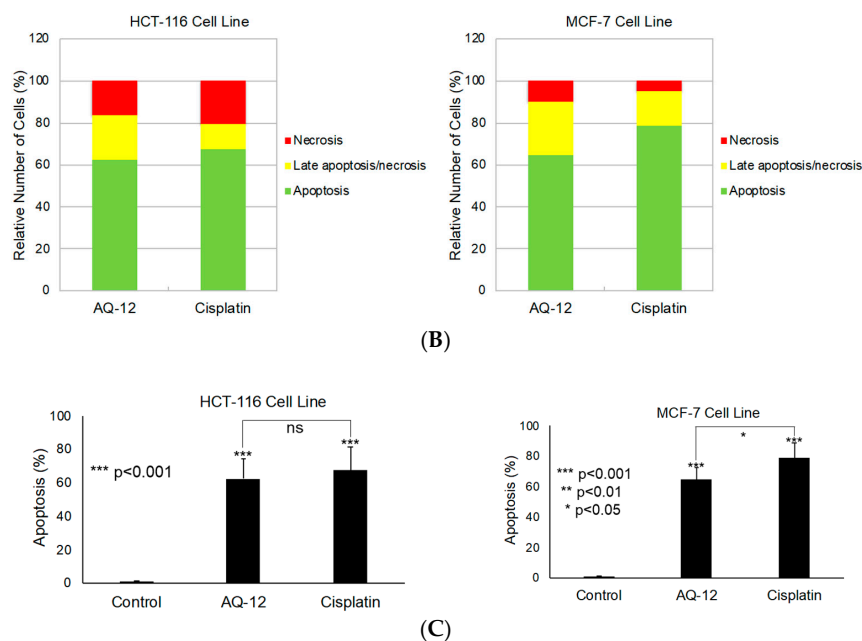 HCT-116 Cell Line
120
100
80
60
40
20
0
Relative Number of Cells (%)
AQ-12
Cisplatin
Necrosis
Late apoptosis/necrosis
Apoptosis
MCF-7 Cell Line
120
100
80
60
40
20
0
Relative Number of Cells (%)
AQ-12
Cisplatin
Necrosis
Late apoptosis/necrosis
Apoptosis
(B)
HCT-116 Cell Line
100
80
60
40
20
0
Apoptosis (%)
ns
***
***
*** p<0.001
Control
AQ-12
Cisplatin
MCF-7 Cell Line
100
80
60
40
20
0
Apoptosis (%)
*
***
***
*** p<0.001
** p<0.01
* p<0.05
Control
AQ-12
Cisplatin
(C)